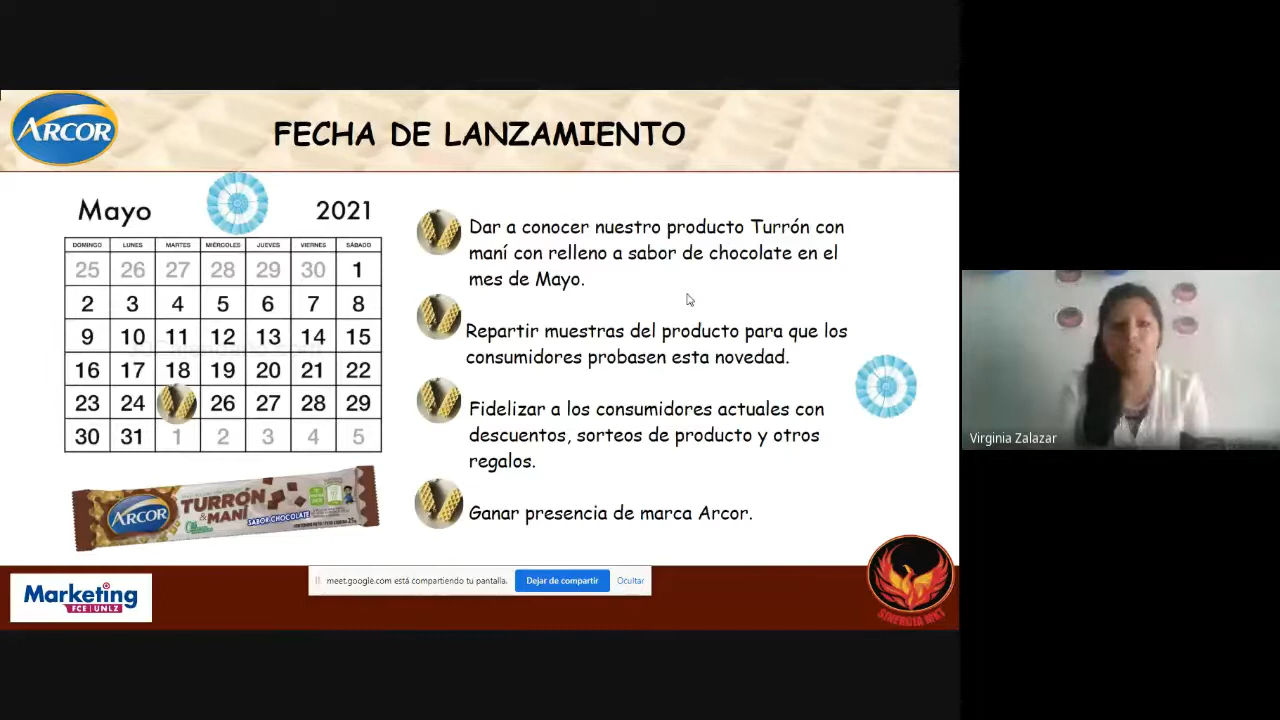 ARCOR
FECHA DE LANZAMIENTO
Mayo 2021
DOMINGO LUNES MARTES MIÉRCOLES JUEVES VIERNES SÁBADO
25 26 27 28 29 30 1
2 3 4 5 6 7 8
9 10 11 12 13 14 15
16 17 18 19 20 21 22
23 24 26 27 28 29
30 31 1 2 3 4 5
Dar a conocer nuestro producto Turrón con
maní con relleno a sabor de chocolate en el
mes de Mayo.
Repartir muestras del producto para que los
consumidores probasen esta novedad.
Fidelizar a los consumidores actuales con
descuentos, sorteos de producto y otros
regalos.
Ganar presencia de marca Arcor.
ARCOR
TURRÓN
& MANÍ
SABOR CHOCOLATE
Marketing
FCE | UNLZ
meet.google.com está compartiendo tu pantalla.
Dejar de compartir
Ocultar
SINERGIA MKT
Virginia Zalazar